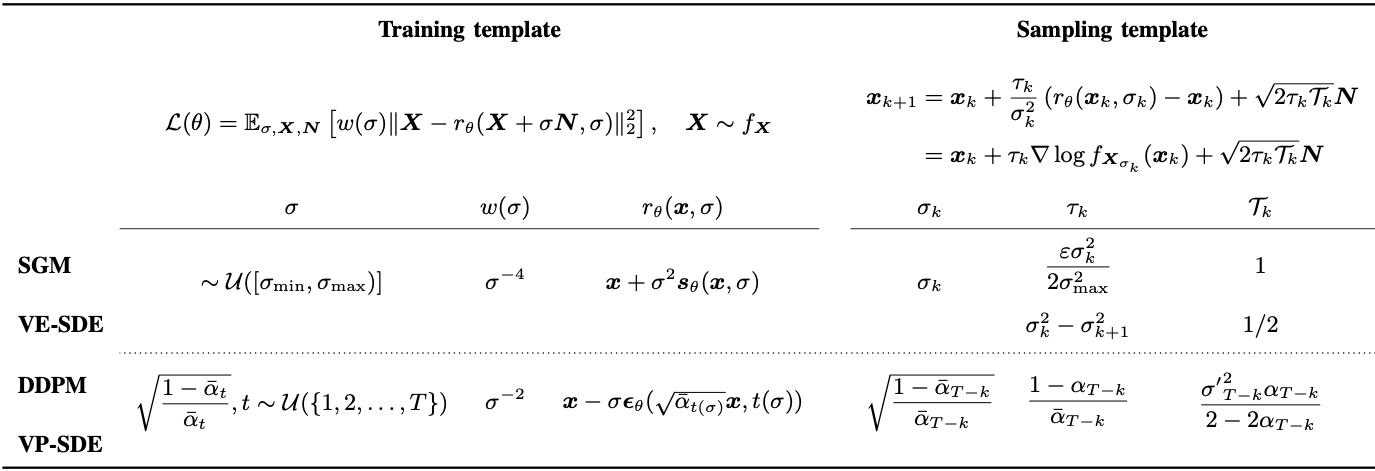 Training template Sampling template
$\mathcal{L}(\theta) = \mathbb{E}_{\sigma, \boldsymbol{X}, \boldsymbol{N}} \left[ w(\sigma) \| \boldsymbol{X} - r_\theta(\boldsymbol{X} + \sigma \boldsymbol{N}, \sigma) \|_2^2 \right], \quad \boldsymbol{X} \sim f_{\boldsymbol{X}}$
$\boldsymbol{x}_{k+1} = \boldsymbol{x}_k + \frac{\tau_k}{\sigma_k^2} \left( r_\theta(\boldsymbol{x}_k, \sigma_k) - \boldsymbol{x}_k \right) + \sqrt{2\tau_k \mathcal{T}_k} \boldsymbol{N}$
$= \boldsymbol{x}_k + \tau_k \nabla \log f_{\boldsymbol{X}_{\sigma_k}}(\boldsymbol{x}_k) + \sqrt{2\tau_k \mathcal{T}_k} \boldsymbol{N}$
$\sigma$ $w(\sigma)$ $r_\theta(\boldsymbol{x}, \sigma)$ $\sigma_k$ $\tau_k$ $\mathcal{T}_k$
SGM $\frac{\varepsilon \sigma_k^2}{2\sigma_{\max}^2}$ $1$
$\sim \mathcal{U}([\sigma_{\min}, \sigma_{\max}])$ $\sigma^{-4}$ $\boldsymbol{x} + \sigma^2 \boldsymbol{s}_\theta(\boldsymbol{x}, \sigma)$ $\sigma_k$
VE-SDE $\sigma_k^2 - \sigma_{k+1}^2$ $1/2$
DDPM
$\sqrt{\frac{1 - \bar{\alpha}_t}{\bar{\alpha}_t}}, t \sim \mathcal{U}(\{1, 2, \ldots, T\})$ $\sigma^{-2}$ $\boldsymbol{x} - \sigma \boldsymbol{\epsilon}_\theta(\sqrt{\bar{\alpha}_{t(\sigma)}} \boldsymbol{x}, t(\sigma))$ $\sqrt{\frac{1 - \bar{\alpha}_{T-k}}{\bar{\alpha}_{T-k}}}$ $\frac{1 - \alpha_{T-k}}{\bar{\alpha}_{T-k}}$ $\frac{{\sigma'}_{T-k}^2 \alpha_{T-k}}{2 - 2\alpha_{T-k}}$
VP-SDE